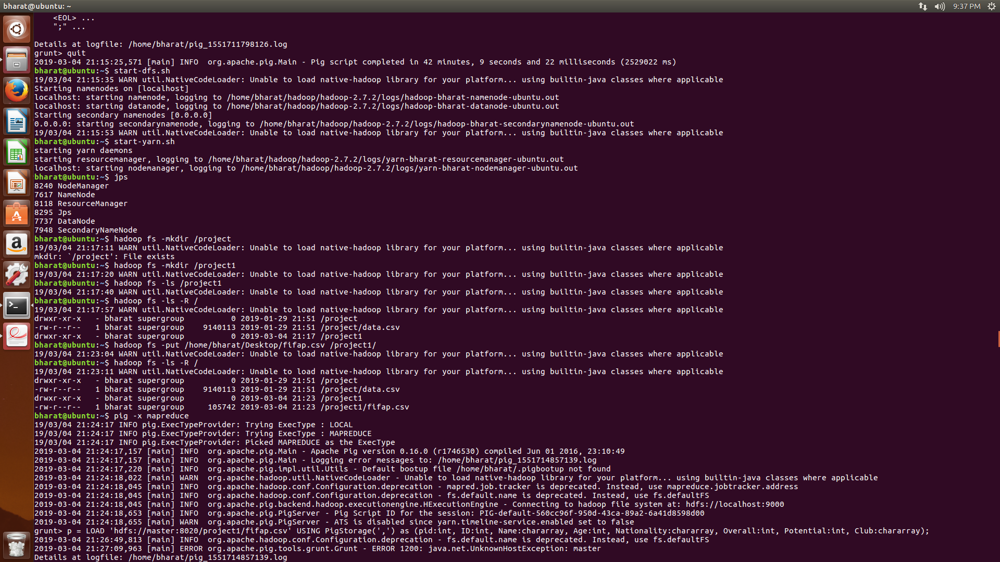 bharat@ubuntu: ~
9:37 PM
<EOL> ...
";" ...
Details at logfile: /home/bharat/pig_1551711798126.log
grunt> quit
2019-03-04 21:15:25,571 [main] INFO  org.apache.pig.Main - Pig script completed in 42 minutes, 9 seconds and 22 milliseconds (2529022 ms)
bharat@ubuntu:~$ start-dfs.sh
19/03/04 21:15:35 WARN util.NativeCodeLoader: Unable to load native-hadoop library for your platform... using builtin-java classes where applicable
Starting namenodes on [localhost]
localhost: starting namenode, logging to /home/bharat/hadoop/hadoop-2.7.2/logs/hadoop-bharat-namenode-ubuntu.out
localhost: starting datanode, logging to /home/bharat/hadoop/hadoop-2.7.2/logs/hadoop-bharat-datanode-ubuntu.out
Starting secondary namenodes [0.0.0.0]
0.0.0.0: starting secondarynamenode, logging to /home/bharat/hadoop/hadoop-2.7.2/logs/hadoop-bharat-secondarynamenode-ubuntu.out
19/03/04 21:15:53 WARN util.NativeCodeLoader: Unable to load native-hadoop library for your platform... using builtin-java classes where applicable
bharat@ubuntu:~$ start-yarn.sh
starting yarn daemons
starting resourcemanager, logging to /home/bharat/hadoop/hadoop-2.7.2/logs/yarn-bharat-resourcemanager-ubuntu.out
localhost: starting nodemanager, logging to /home/bharat/hadoop/hadoop-2.7.2/logs/yarn-bharat-nodemanager-ubuntu.out
bharat@ubuntu:~$ jps
8240 NodeManager
7617 NameNode
8118 ResourceManager
8295 Jps
7737 DataNode
7948 SecondaryNameNode
bharat@ubuntu:~$ hadoop fs -mkdir /project
19/03/04 21:17:11 WARN util.NativeCodeLoader: Unable to load native-hadoop library for your platform... using builtin-java classes where applicable
mkdir: `/project': File exists
bharat@ubuntu:~$ hadoop fs -mkdir /project1
19/03/04 21:17:20 WARN util.NativeCodeLoader: Unable to load native-hadoop library for your platform... using builtin-java classes where applicable
bharat@ubuntu:~$ hadoop fs -ls /project1
19/03/04 21:17:40 WARN util.NativeCodeLoader: Unable to load native-hadoop library for your platform... using builtin-java classes where applicable
bharat@ubuntu:~$ hadoop fs -ls -R /
19/03/04 21:17:57 WARN util.NativeCodeLoader: Unable to load native-hadoop library for your platform... using builtin-java classes where applicable
drwxr-xr-x   - bharat supergroup          0 2019-01-29 21:51 /project
-rw-r--r--   1 bharat supergroup    9140113 2019-01-29 21:51 /project/data.csv
drwxr-xr-x   - bharat supergroup          0 2019-03-04 21:17 /project1
bharat@ubuntu:~$ hadoop fs -put /home/bharat/Desktop/fifap.csv /project1/
19/03/04 21:23:04 WARN util.NativeCodeLoader: Unable to load native-hadoop library for your platform... using builtin-java classes where applicable
bharat@ubuntu:~$ hadoop fs -ls -R /
19/03/04 21:23:11 WARN util.NativeCodeLoader: Unable to load native-hadoop library for your platform... using builtin-java classes where applicable
drwxr-xr-x   - bharat supergroup          0 2019-01-29 21:51 /project
-rw-r--r--   1 bharat supergroup    9140113 2019-01-29 21:51 /project/data.csv
drwxr-xr-x   - bharat supergroup          0 2019-03-04 21:23 /project1
-rw-r--r--   1 bharat supergroup     105742 2019-03-04 21:23 /project1/fifap.csv
bharat@ubuntu:~$ pig -x mapreduce
19/03/04 21:24:17 INFO pig.ExecTypeProvider: Trying ExecType : LOCAL
19/03/04 21:24:17 INFO pig.ExecTypeProvider: Trying ExecType : MAPREDUCE
19/03/04 21:24:17 INFO pig.ExecTypeProvider: Picked MAPREDUCE as the ExecType
2019-03-04 21:24:17,157 [main] INFO  org.apache.pig.Main - Apache Pig version 0.16.0 (r1746530) compiled Jun 01 2016, 23:10:49
2019-03-04 21:24:17,157 [main] INFO  org.apache.pig.Main - Logging error messages to: /home/bharat/pig_1551714857139.log
2019-03-04 21:24:17,220 [main] INFO  org.apache.pig.impl.util.Utils - Default bootup file /home/bharat/.pigbootup not found
2019-03-04 21:24:18,022 [main] WARN  org.apache.hadoop.util.NativeCodeLoader - Unable to load native-hadoop library for your platform... using builtin-java classes where applicable
2019-03-04 21:24:18,045 [main] INFO  org.apache.hadoop.conf.Configuration.deprecation - mapred.job.tracker is deprecated. Instead, use mapreduce.jobtracker.address
2019-03-04 21:24:18,045 [main] INFO  org.apache.hadoop.conf.Configuration.deprecation - fs.default.name is deprecated. Instead, use fs.defaultFS
2019-03-04 21:24:18,045 [main] INFO  org.apache.pig.backend.hadoop.executionengine.HExecutionEngine - Connecting to hadoop file system at: hdfs://localhost:9000
2019-03-04 21:24:18,653 [main] INFO  org.apache.pig.PigServer - Pig Script ID for the session: PIG-default-560cc96f-950d-43ca-89a2-6a41d8598d00
2019-03-04 21:24:18,655 [main] WARN  org.apache.pig.PigServer - ATS is disabled since yarn.timeline-service.enabled set to false
grunt> p = LOAD 'hdfs://master:8020/project1/fifap.csv' USING PigStorage(',') as (pid:int, ID:int, Name:chararray, Age:int, Nationality:chararray, Overall:int, Potential:int, Club:chararray);
2019-03-04 21:26:49,813 [main] INFO  org.apache.hadoop.conf.Configuration.deprecation - fs.default.name is deprecated. Instead, use fs.defaultFS
2019-03-04 21:27:09,963 [main] ERROR org.apache.pig.tools.grunt.Grunt - ERROR 1200: java.net.UnknownHostException: master
Details at logfile: /home/bharat/pig_1551714857139.log